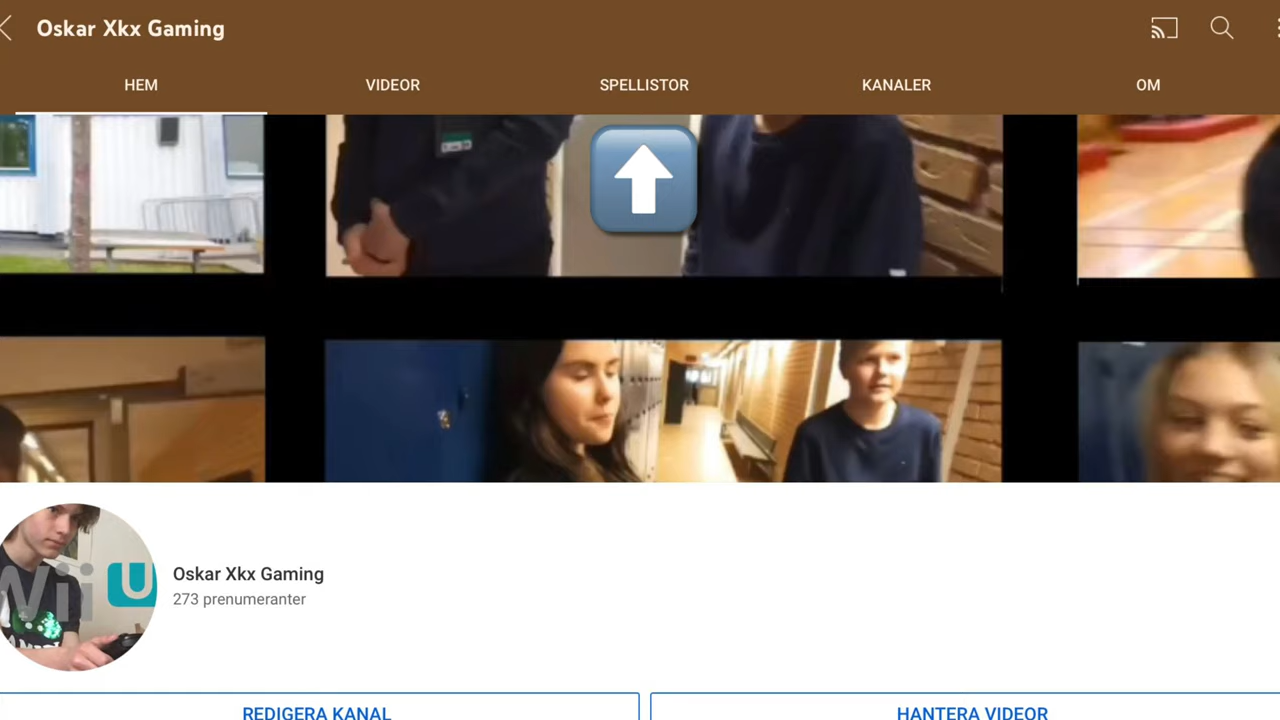 Oskar Xkx Gaming
HEM VIDEOR SPELLISTOR KANALER OM
Wii U
Oskar Xkx Gaming
273 prenumeranter
REDIGERA KANAL HANTERA VIDEOR